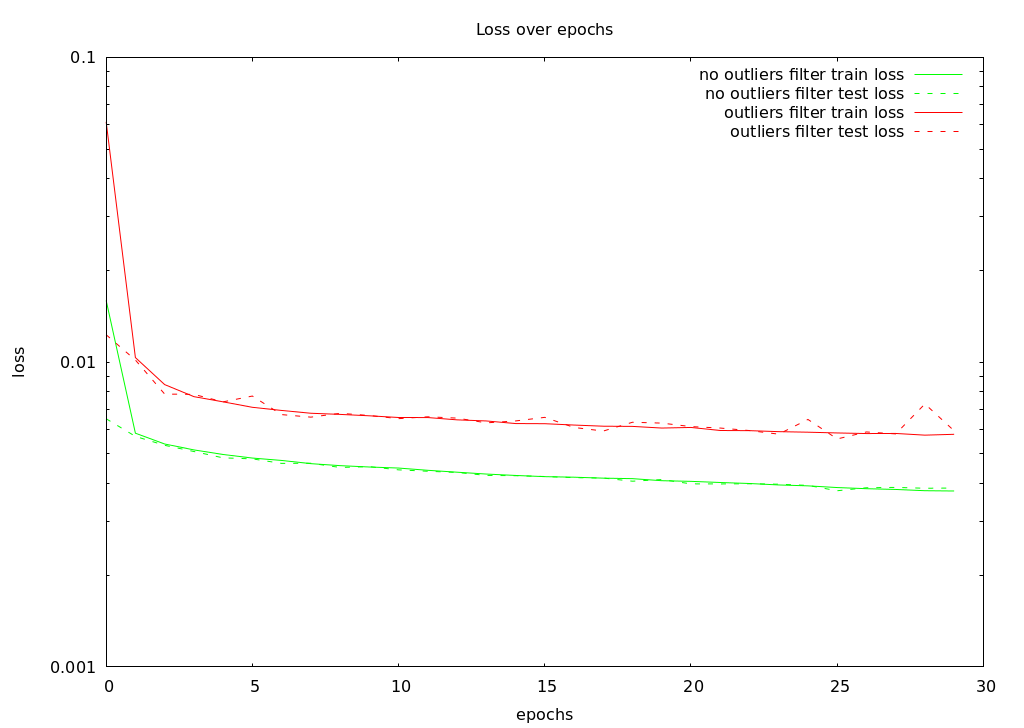 Loss over epochs
0.1
no outliers filter train loss
no outliers filter test loss
outliers filter train loss
outliers filter test loss
loss
0.01
0.001
0 5 10 15 20 25 30
epochs